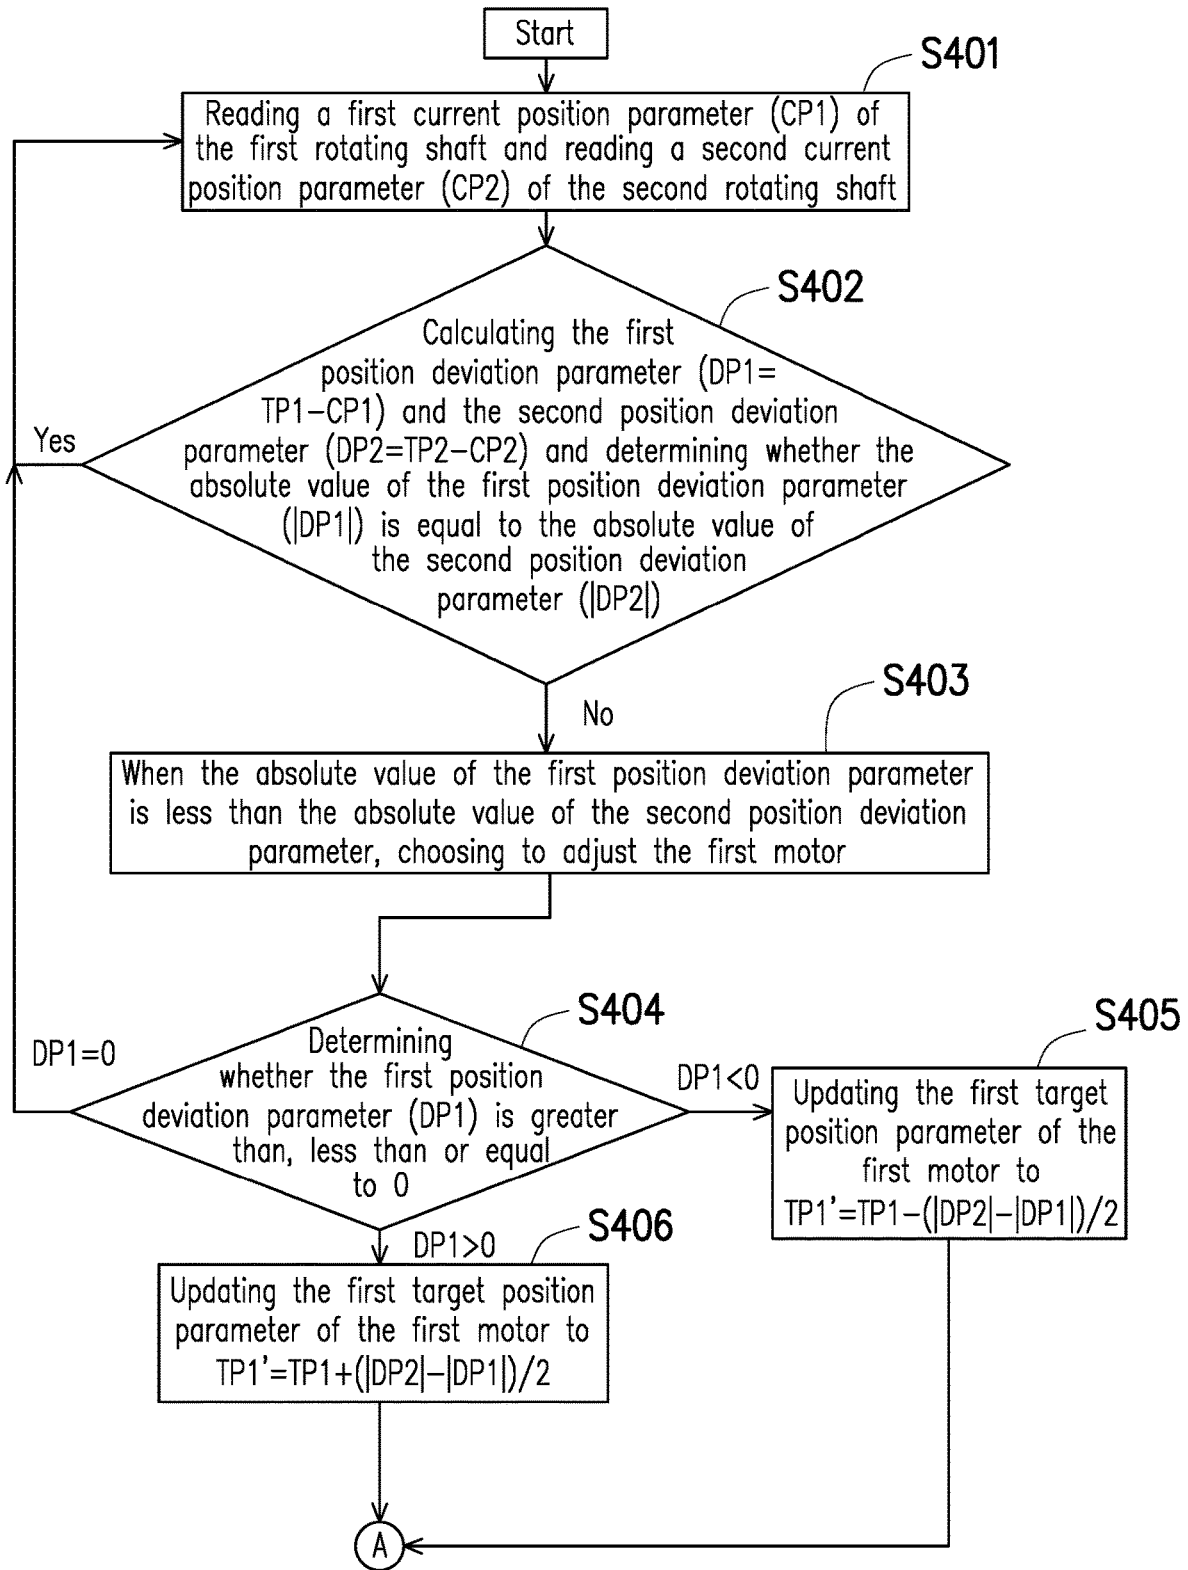 Start
S401
Reading a first current position parameter (CP1) of
the first rotating shaft and reading a second current
position parameter (CP2) of the second rotating shaft
S402
Calculating the first
position deviation parameter (DP1=
TP1-CP1) and the second position deviation
parameter (DP2=TP2-CP2) and determining whether the
absolute value of the first position deviation parameter
(|DP1|) is equal to the absolute value of
the second position deviation
parameter (|DP2|)
Yes
No
S403
When the absolute value of the first position deviation parameter
is less than the absolute value of the second position deviation
parameter, choosing to adjust the first motor
S404
Determining
whether the first position
deviation parameter (DP1) is greater
than, less than or equal
to 0
DP1=0
DP1<0
S405
Updating the first target
position parameter of the
first motor to
TP1'=TP1-(|DP2|-|DP1|)/2
DP1>0
S406
Updating the first target position
parameter of the first motor to
TP1'=TP1+(|DP2|-|DP1|)/2
A